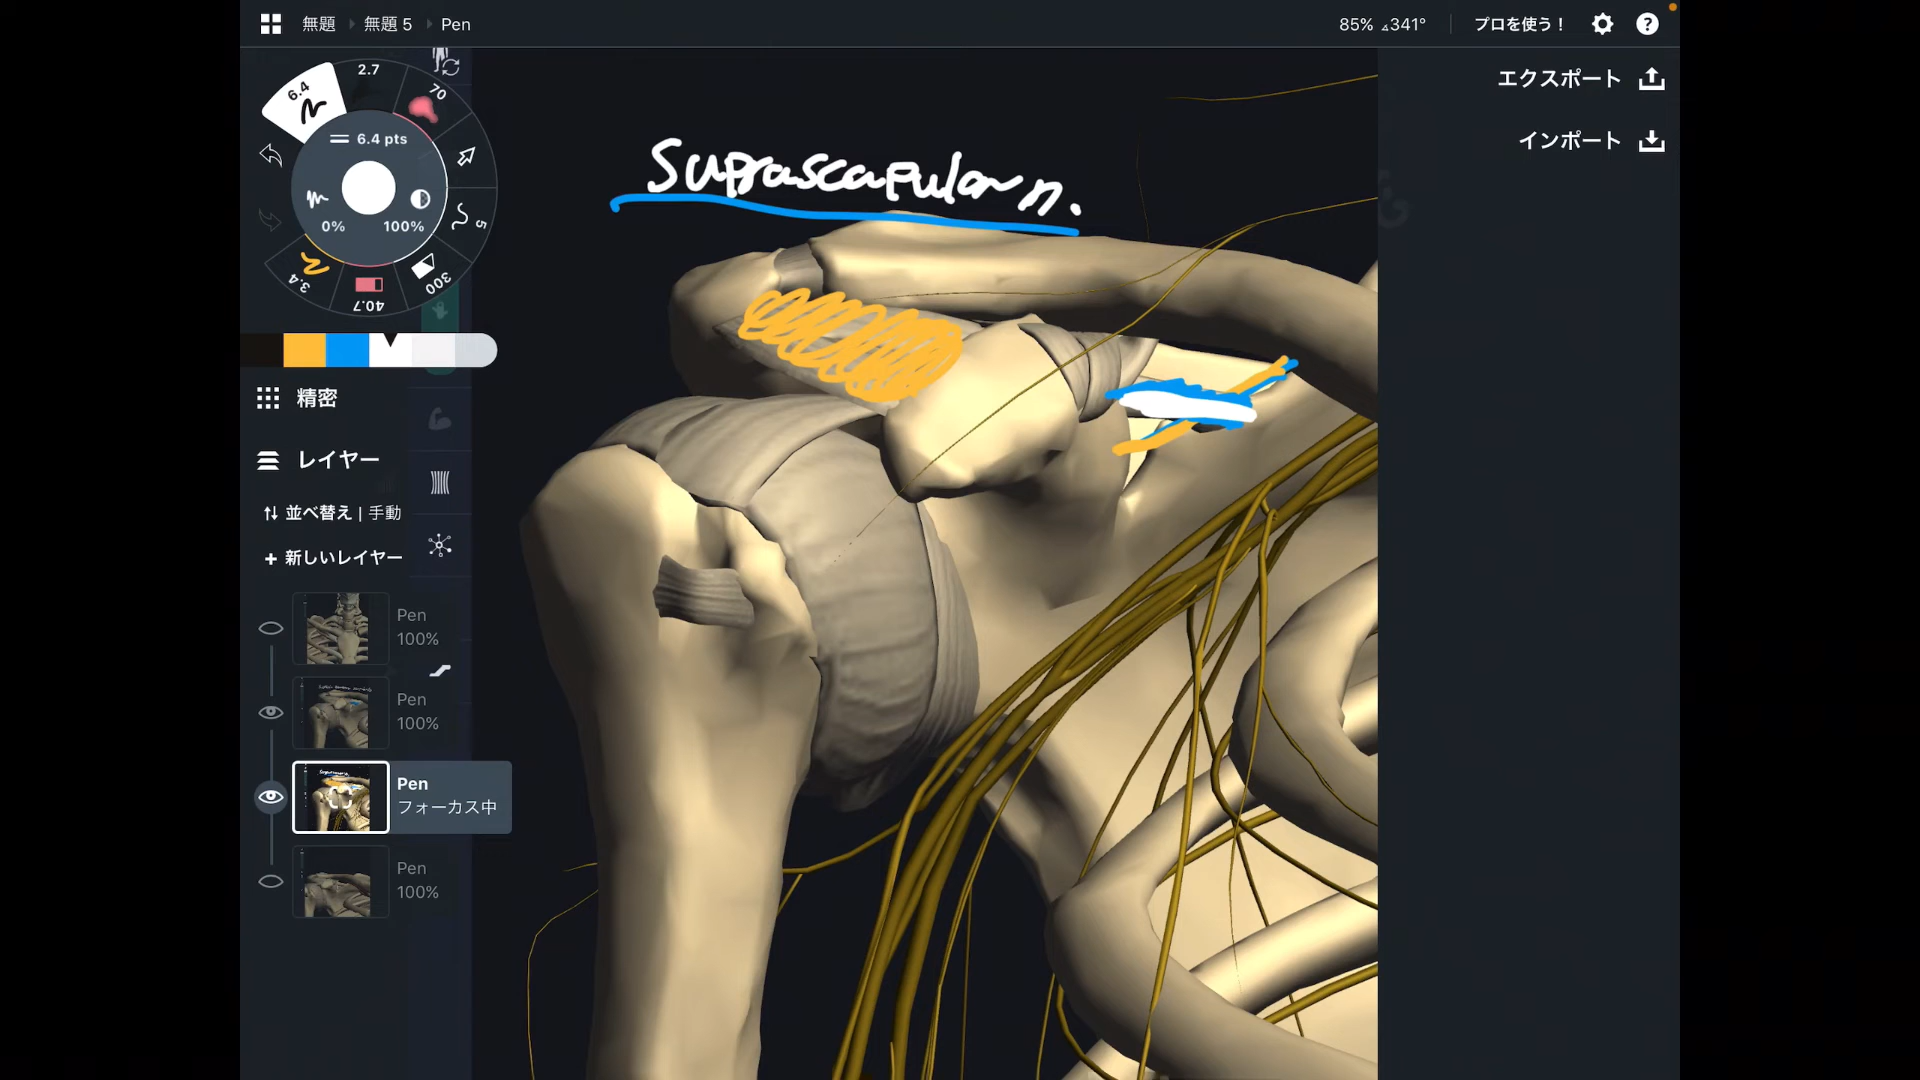 無題 無題 5 Pen
85% ⊿341° プロを使う！
エクスポート
インポート
6.4
2.7
70
6.4 pts
0% 100%
5
300
40.7
3.4
Suprascapular n.
精密
レイヤー
並べ替え | 手動
+ 新しいレイヤー
Pen
100%
Pen
100%
Pen
フォーカス中
Pen
100%